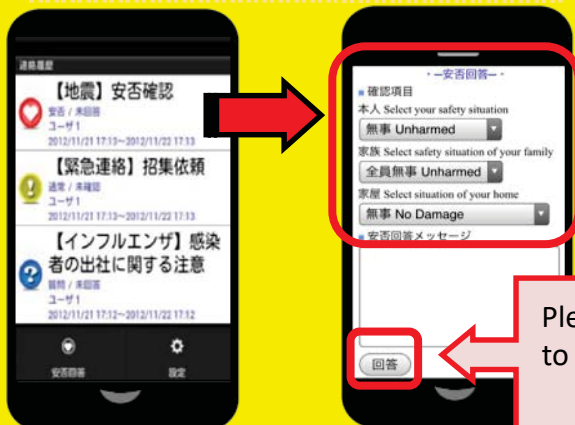 連絡履歴
【地震】安否確認
安否 / 未回答
ユーザ1
2012/11/21 17:13~2012/11/22 17:13
【緊急連絡】招集依頼
通常 / 未確認
ユーザ1
2012/11/21 17:13~2012/11/22 17:13
【インフルエンザ】感染
者の出社に関する注意
質問 / 未回答
ユーザ1
2012/11/21 17:12~2012/11/22 17:12
安否回答
設定
-—安否回答—-
確認項目
本人 Select your safety situation
無事 Unharmed
家族 Select safety situation of your family
全員無事 Unharmed
家屋 Select situation of your home
無事 No Damage
安否回答メッセージ
回答
Ple
to